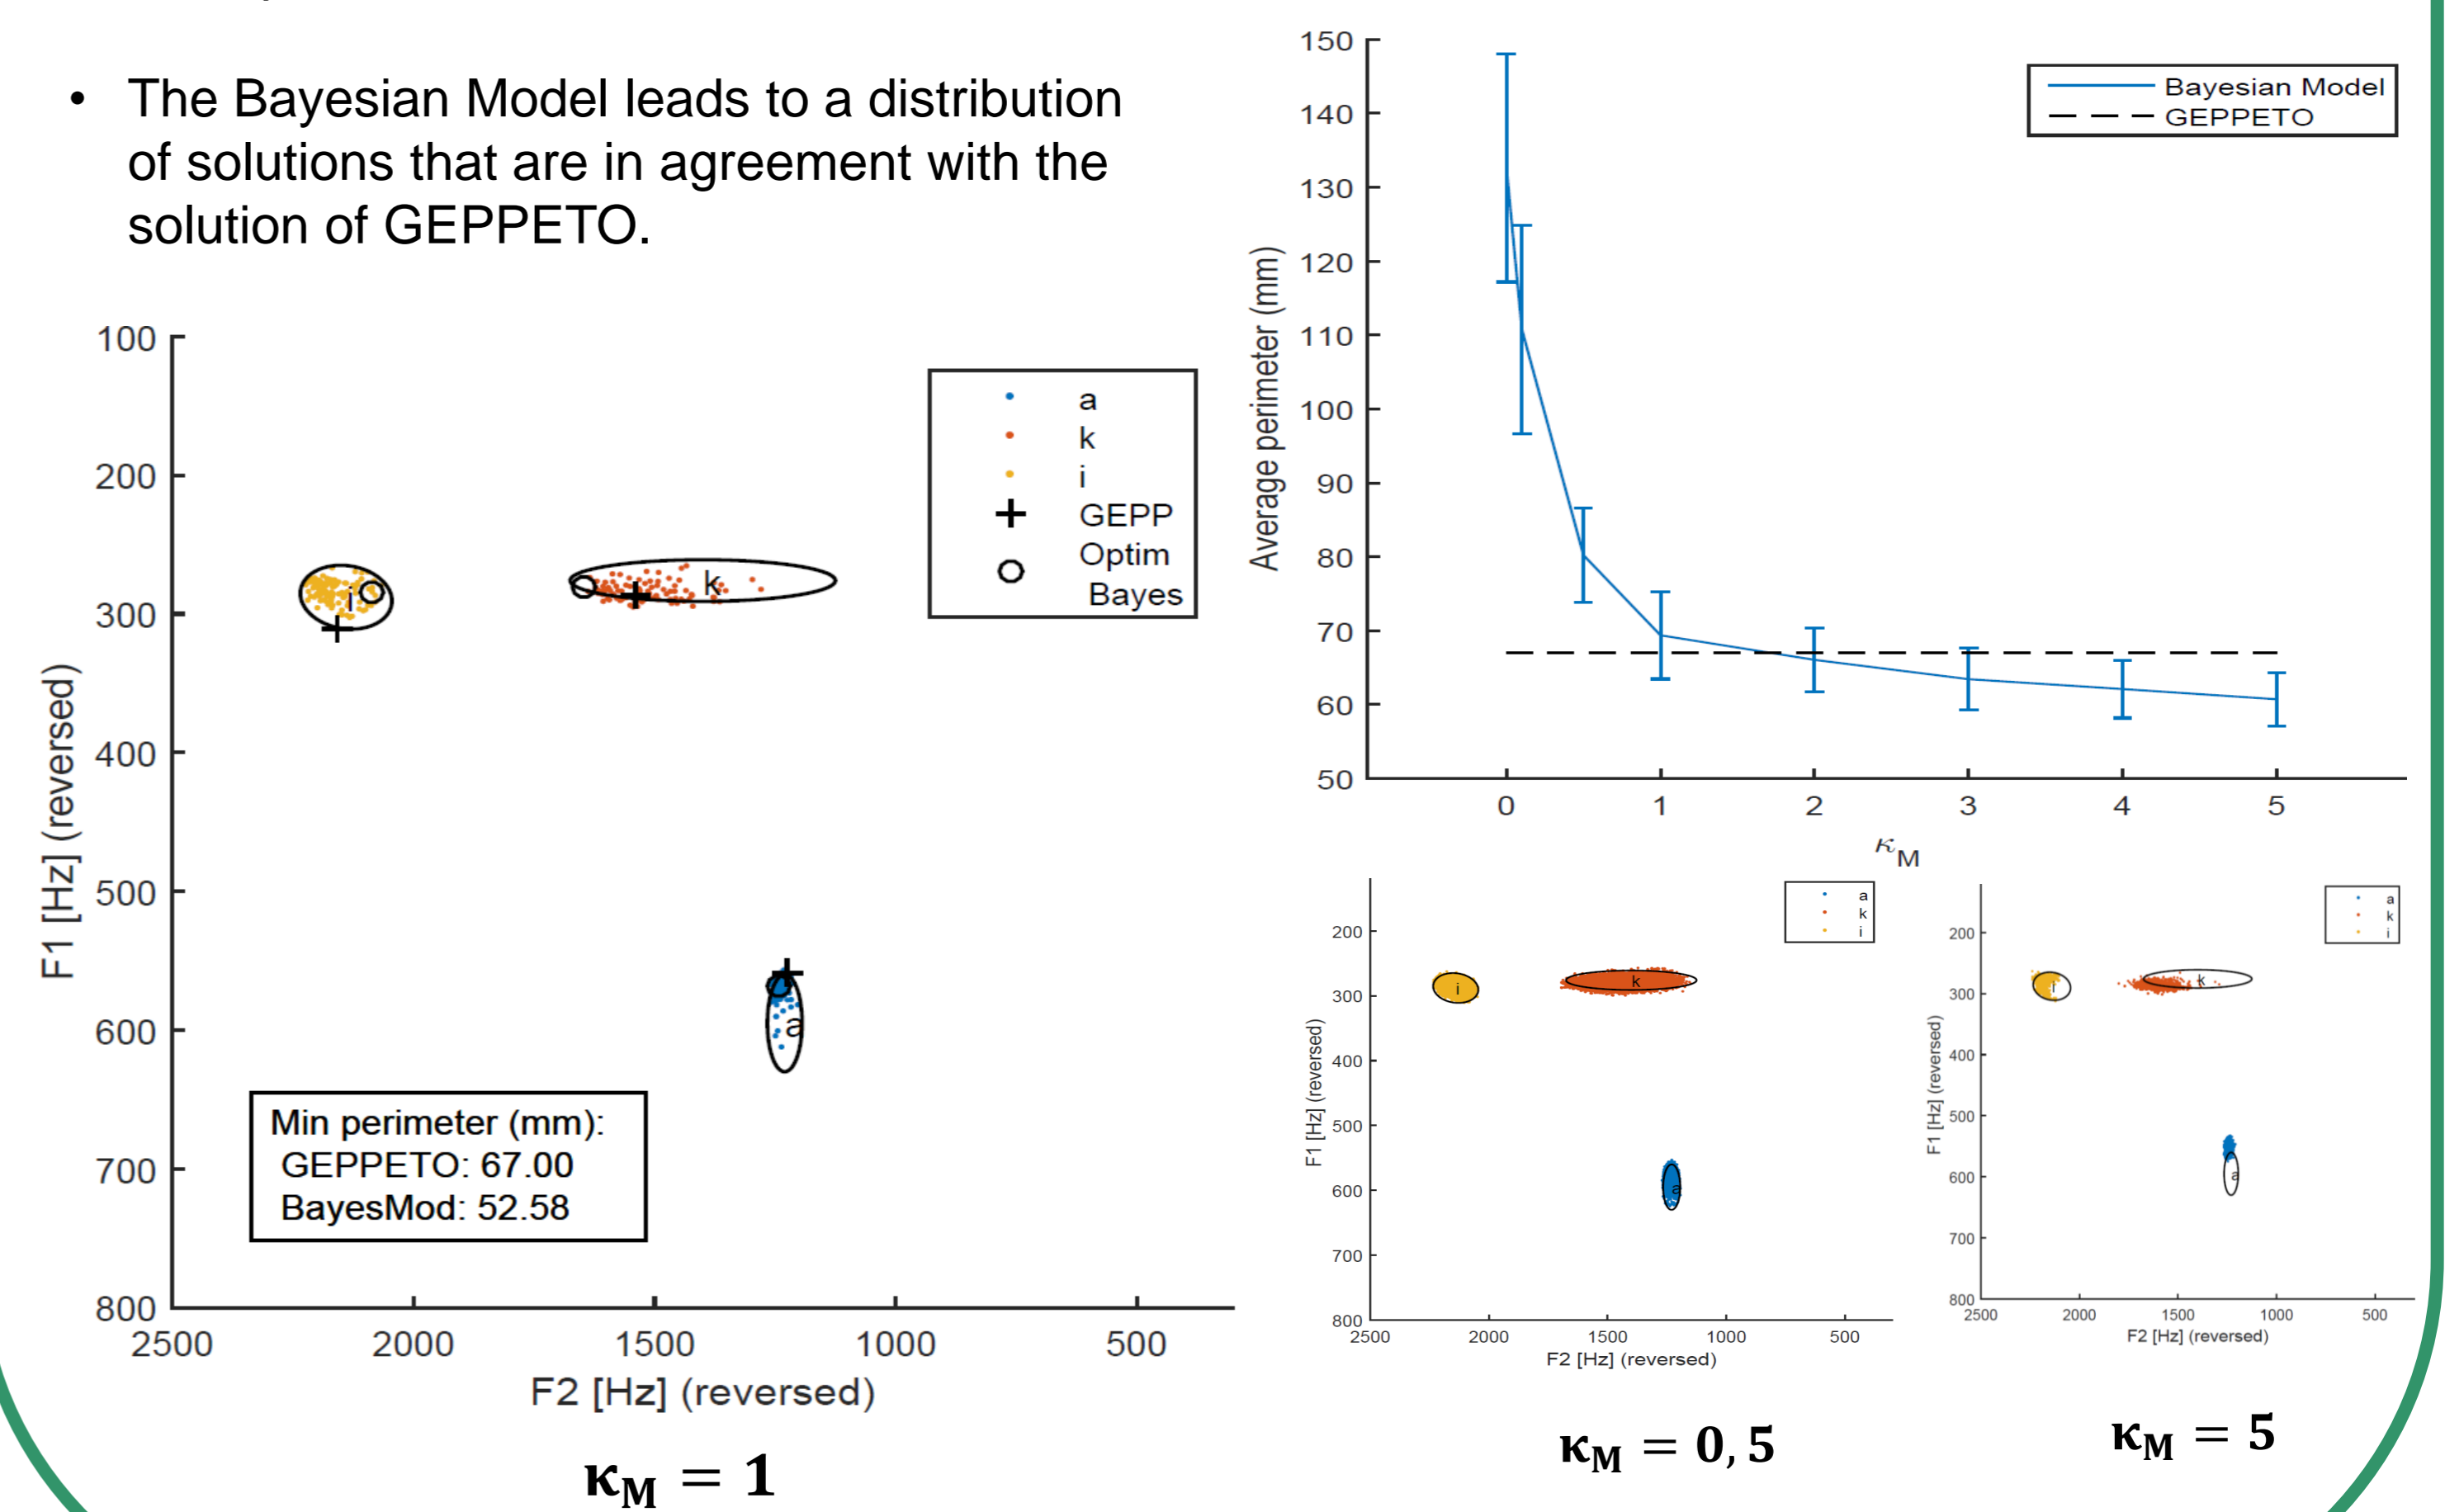 • The Bayesian Model leads to a distribution
of solutions that are in agreement with the
solution of GEPPETO.
100
200
300
400
500
600
700
800
F1 [Hz] (reversed)
2500 2000 1500 1000 500
F2 [Hz] (reversed)
a
k
i
GEPP
Optim
Bayes
i
k
a
Min perimeter (mm):
GEPPETO: 67.00
BayesMod: 52.58
κM = 1
150
140
130
120
110
100
90
80
70
60
50
Average perimeter (mm)
0 1 2 3 4 5
κM
Bayesian Model
GEPPETO
200
300
400
500
600
700
800
F1 [Hz] (reversed)
2500 2000 1500 1000 500
F2 [Hz] (reversed)
a
k
i
i
k
a
κM = 0,5
200
300
400
500
600
700
800
F1 [Hz] (reversed)
2500 2000 1500 1000 500
F2 [Hz] (reversed)
a
k
i
i
k
a
κM = 5